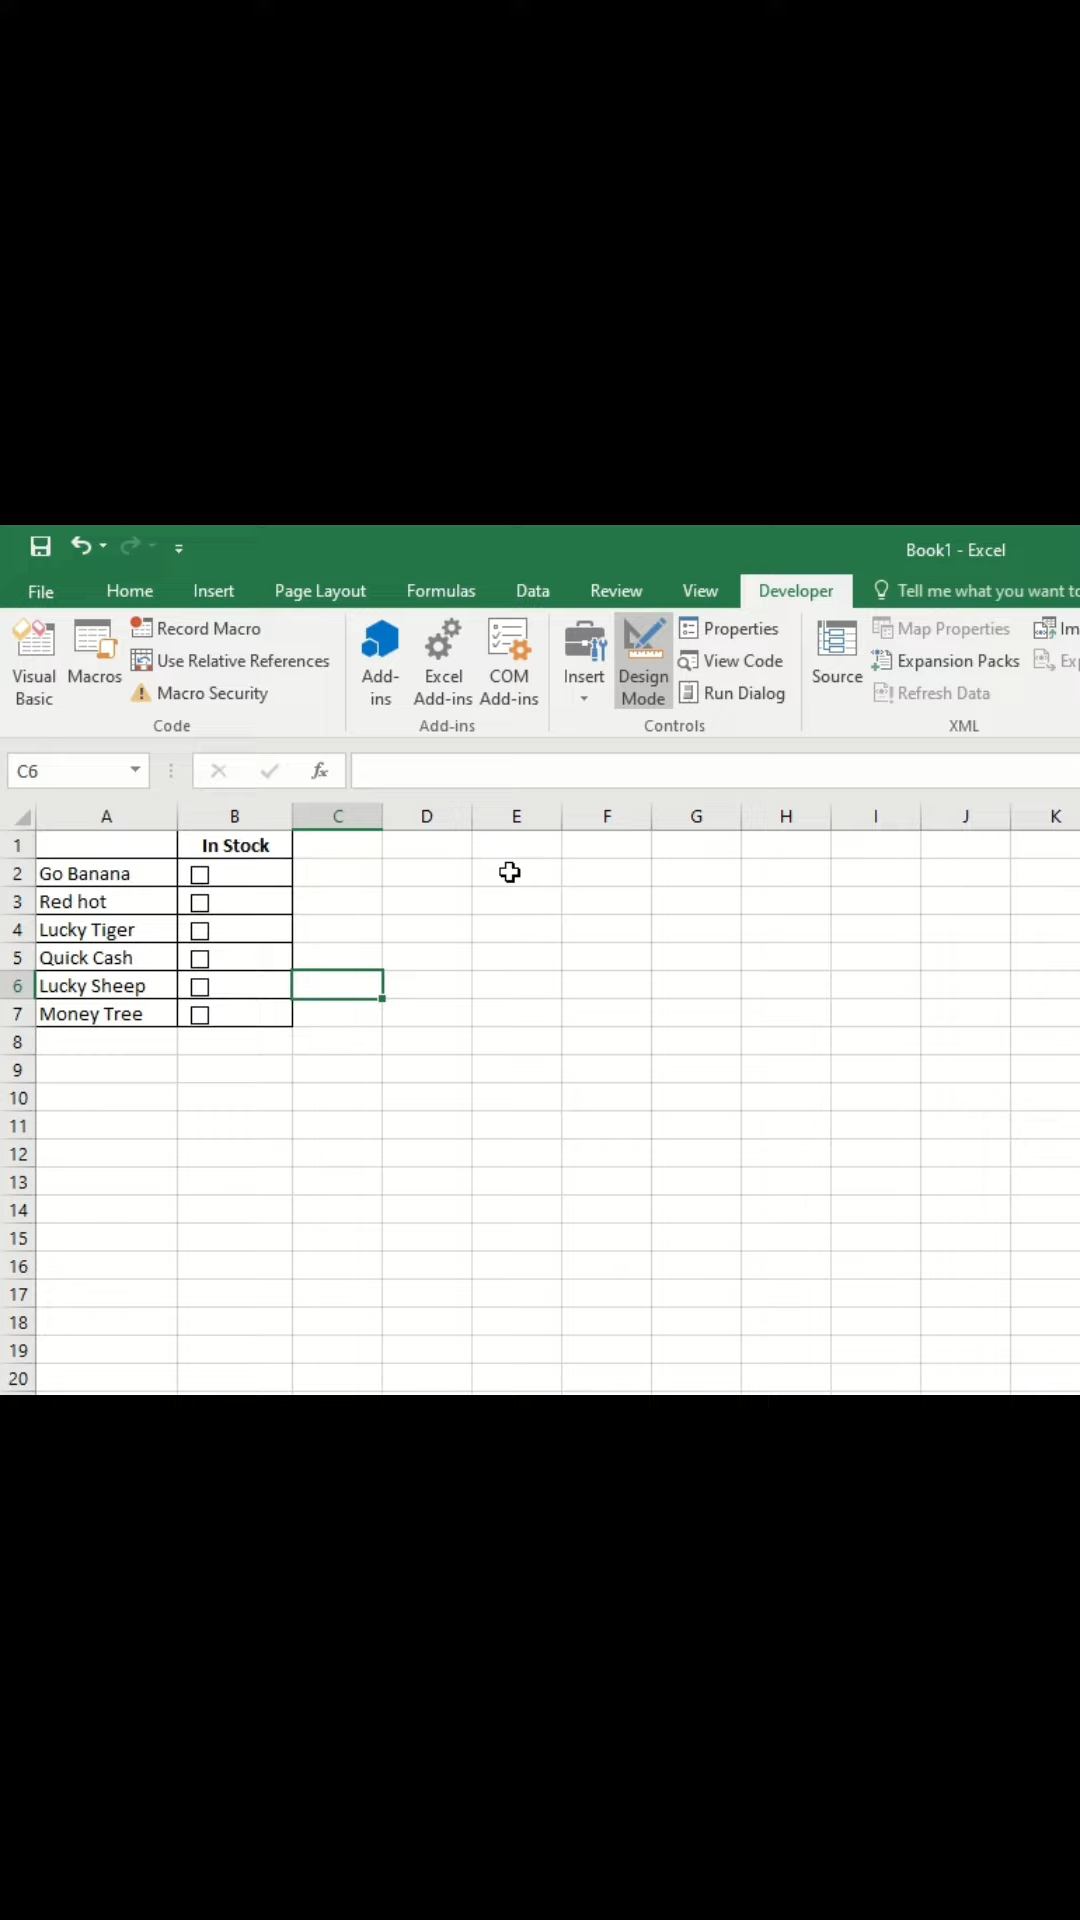 Book1 - Excel
File Home Insert Page Layout Formulas Data Review View Developer Tell me what you want to
Visual Basic
Macros
Record Macro
Use Relative References
Macro Security
Code
Add-ins
Excel Add-ins
COM Add-ins
Add-ins
Insert
Design Mode
Properties
View Code
Run Dialog
Controls
Source
Map Properties
Expansion Packs
Refresh Data
Im
Exp
XML
C6 fx
A B C D E F G H I J K
1 In Stock
2 Go Banana
3 Red hot
4 Lucky Tiger
5 Quick Cash
6 Lucky Sheep
7 Money Tree
8
9
10
11
12
13
14
15
16
17
18
19
20